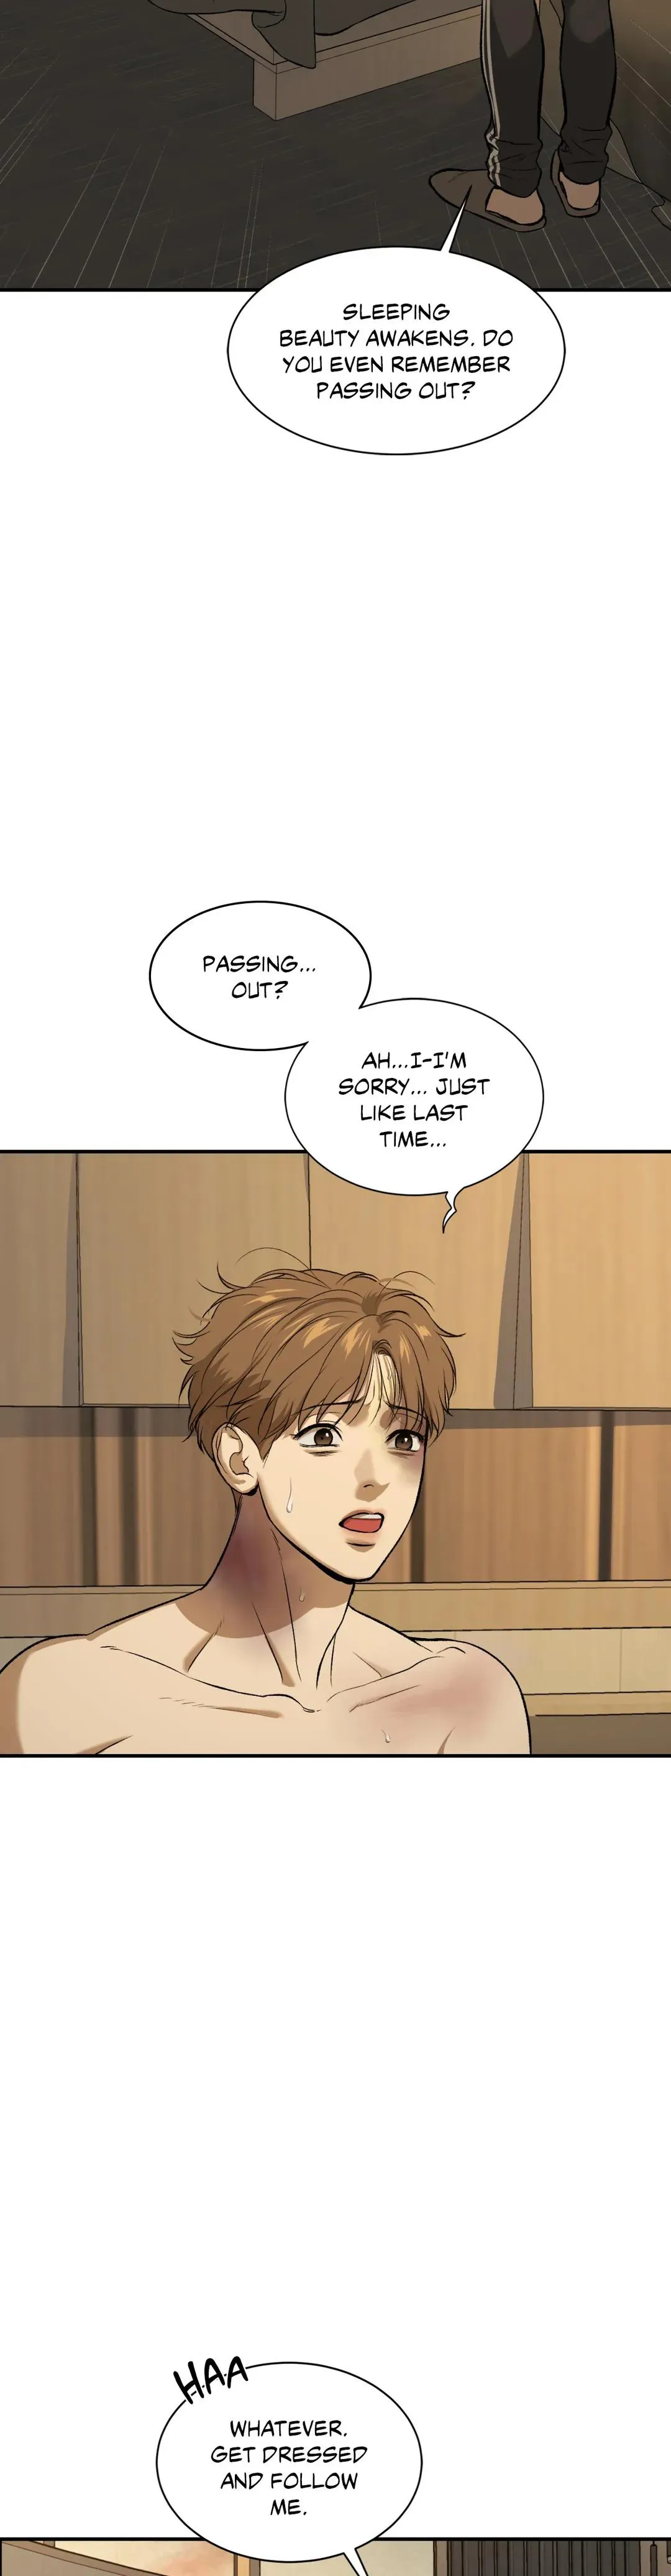 SLEEPING
BEAUTY AWAKENS. DO
YOU EVEN REMEMBER
PASSING OUT?
PASSING...
OUT?
AH...I-I'M
SORRY... JUST
LIKE LAST
TIME...
HAA
WHATEVER.
GET DRESSED
AND FOLLOW
ME.